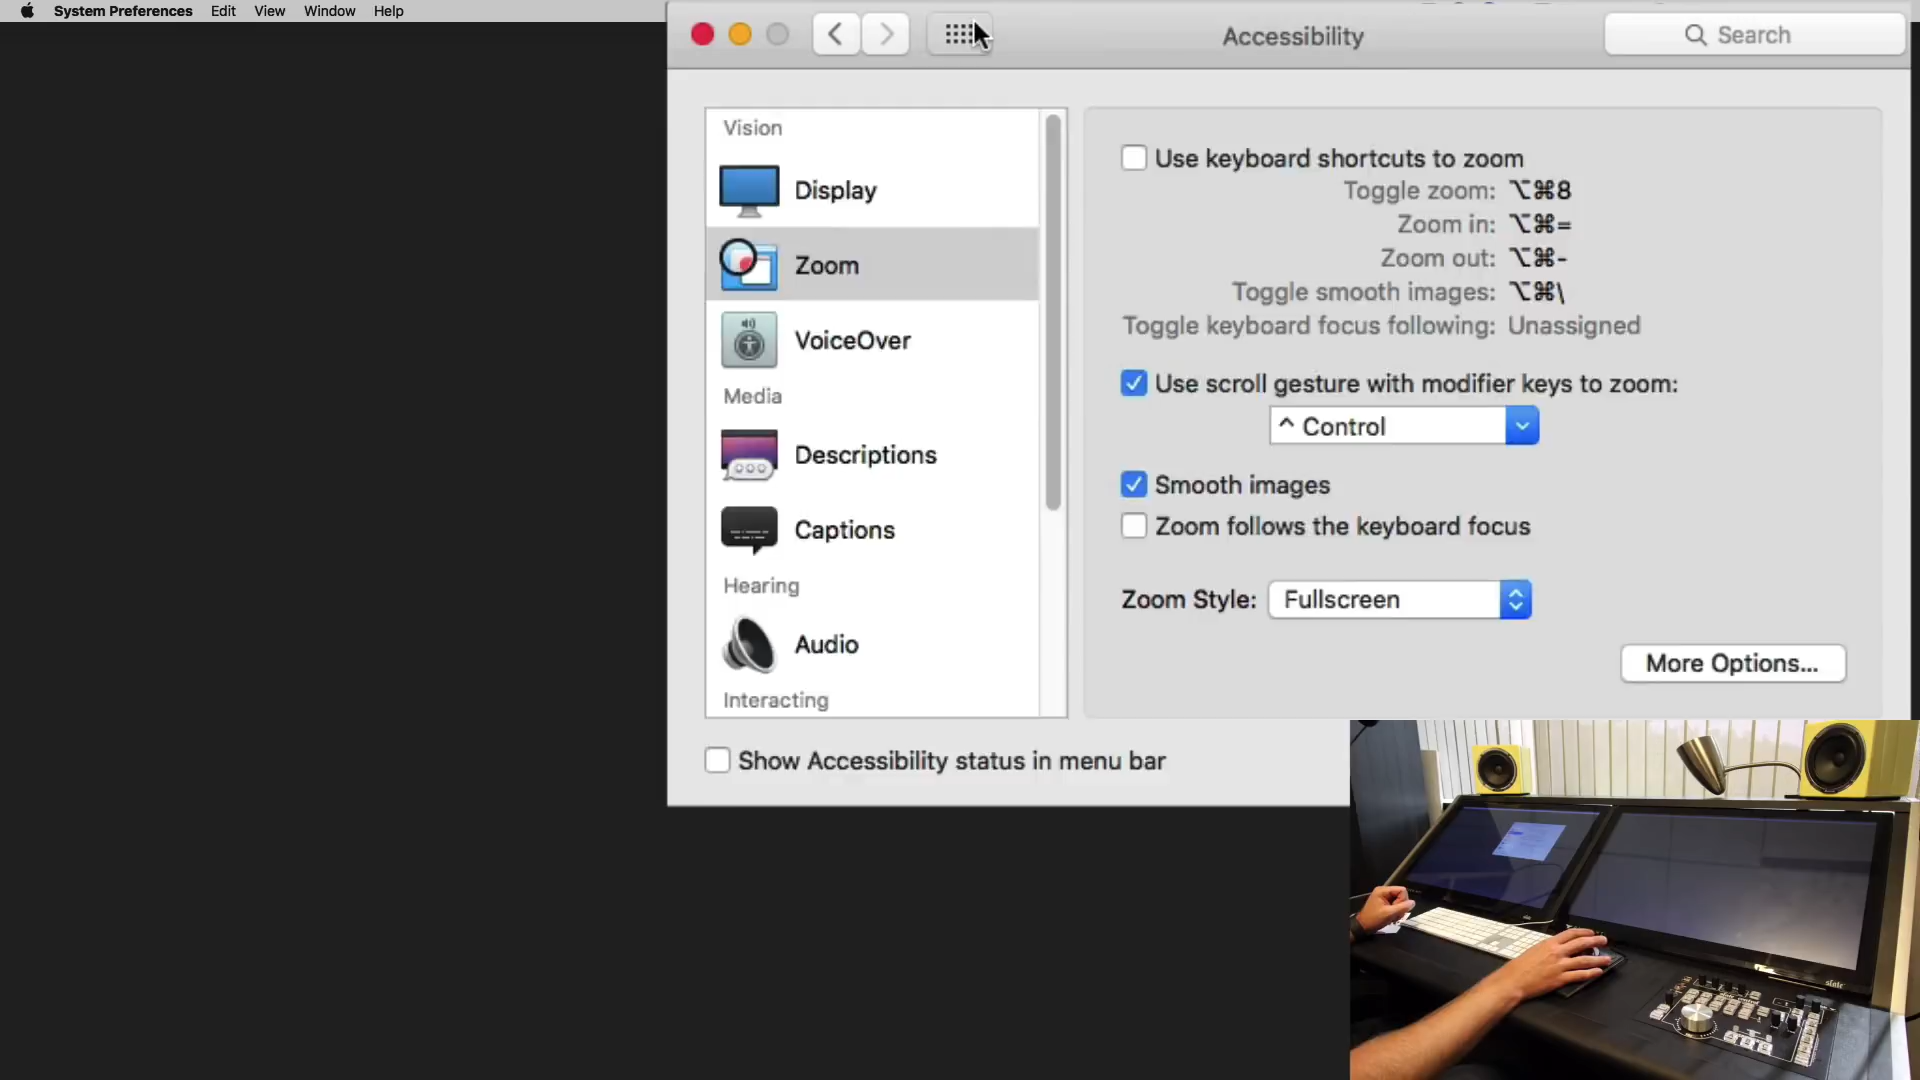 System Preferences Edit View Window Help
Accessibility
Search
Vision
Display
Zoom
VoiceOver
Media
Descriptions
Captions
Hearing
Audio
Interacting
Use keyboard shortcuts to zoom
Toggle zoom: ⌥⌘8
Zoom in: ⌥⌘=
Zoom out: ⌥⌘-
Toggle smooth images: ⌥⌘\
Toggle keyboard focus following: Unassigned
Use scroll gesture with modifier keys to zoom:
^ Control
Smooth images
Zoom follows the keyboard focus
Zoom Style: Fullscreen
More Options...
Show Accessibility status in menu bar